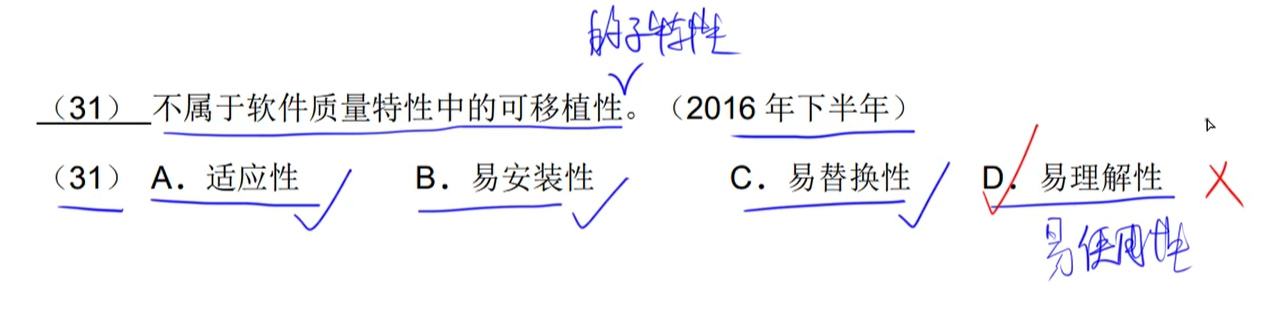 的子特性
（31） 不属于软件质量特性中的可移植性。（2016 年下半年）
（31） A．适应性 B．易安装性 C．易替换性 D．易理解性
易使用性